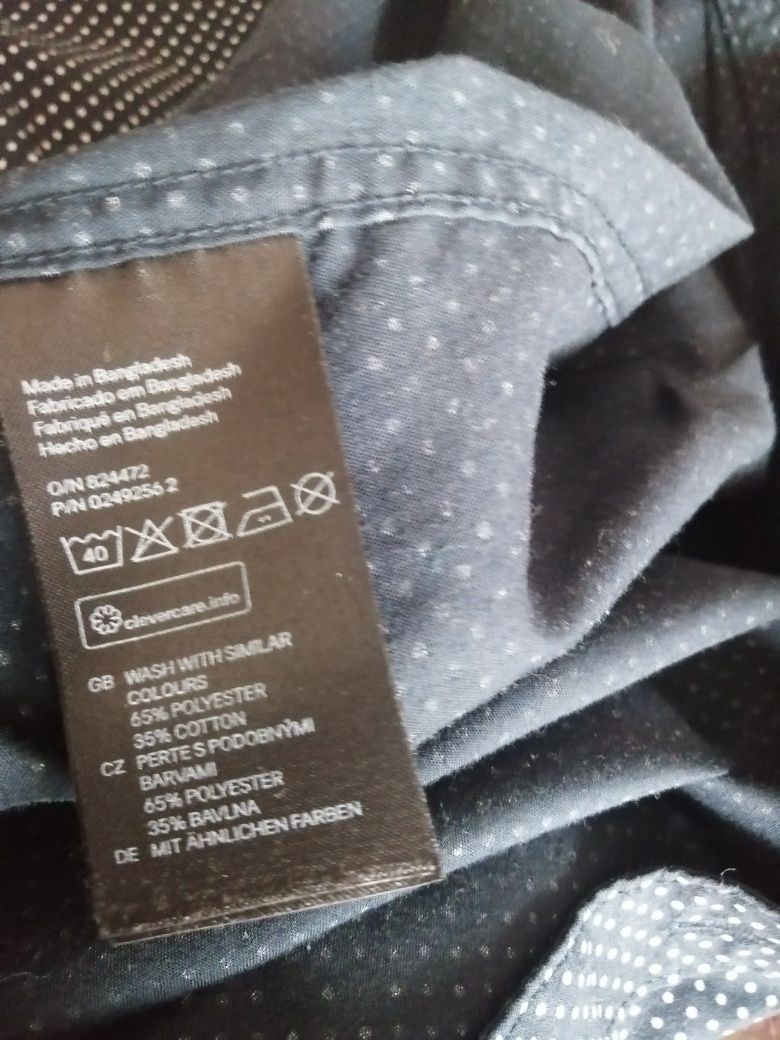 Made in Bangladesh
Fabricado em Bangladesh
Fabriqué en Bangladesh
Hecho en Bangladesh
O/N 824472
P/N 0249256.2
40
clevercare.info
GB WASH WITH SIMILAR
COLOURS
65% POLYESTER
35% COTTON
CZ PERTE S PODOBNÝMI
BARVAMI
65% POLYESTER
35% BAVLNA
DE MIT ÄHNLICHEN FARBEN